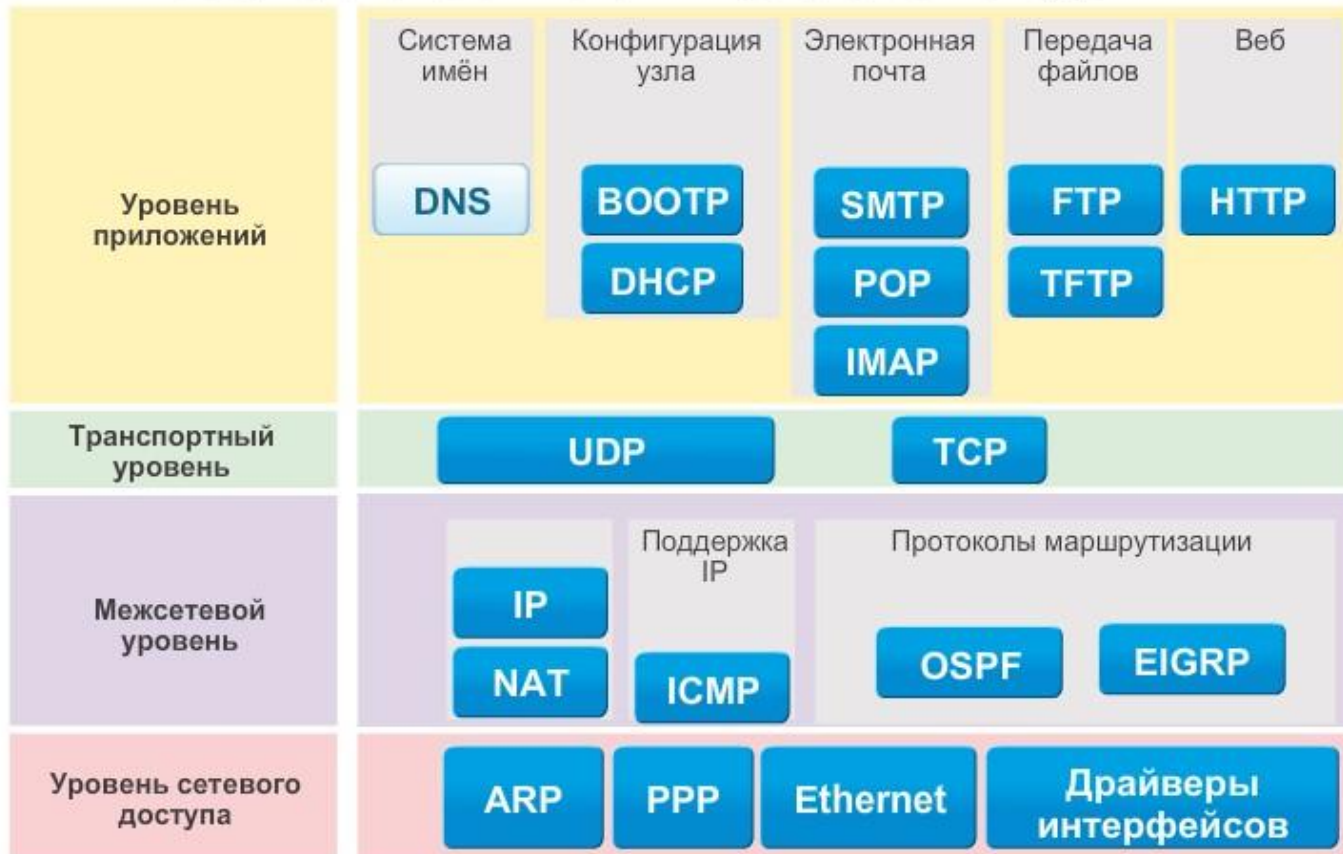 Система имён
Конфигурация узла
Электронная почта
Передача файлов
Веб
Уровень приложений
DNS
BOOTP
SMTP
FTP
HTTP
DHCP
POP
TFTP
IMAP
Транспортный уровень
UDP
TCP
Межсетевой уровень
Поддержка IP
Протоколы маршрутизации
IP
NAT
ICMP
OSPF
EIGRP
Уровень сетевого доступа
ARP
PPP
Ethernet
Драйверы интерфейсов